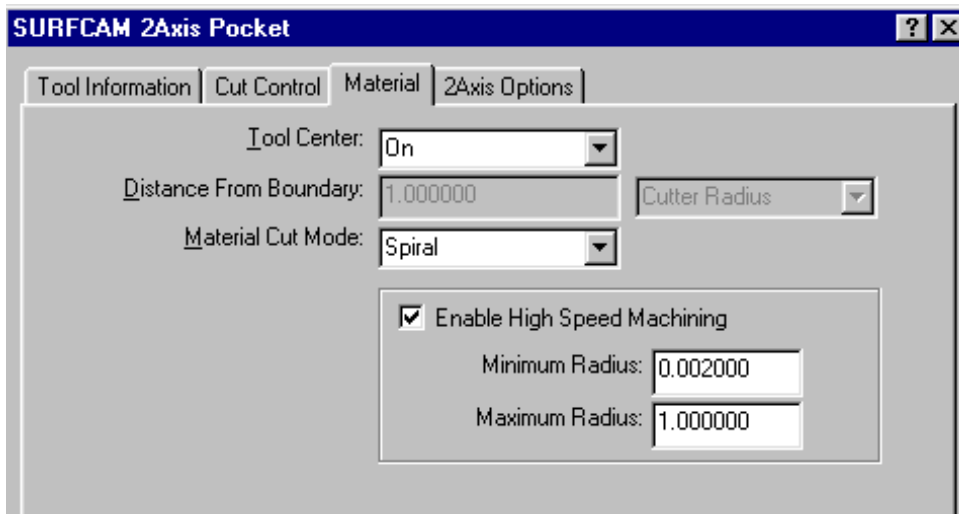 SURFCAM 2Axis Pocket ?
Tool Information Cut Control Material 2Axis Options
Tool Center: On
Distance From Boundary: 1.000000 Cutter Radius
Material Cut Mode: Spiral
Enable High Speed Machining
Minimum Radius: 0.002000
Maximum Radius: 1.000000